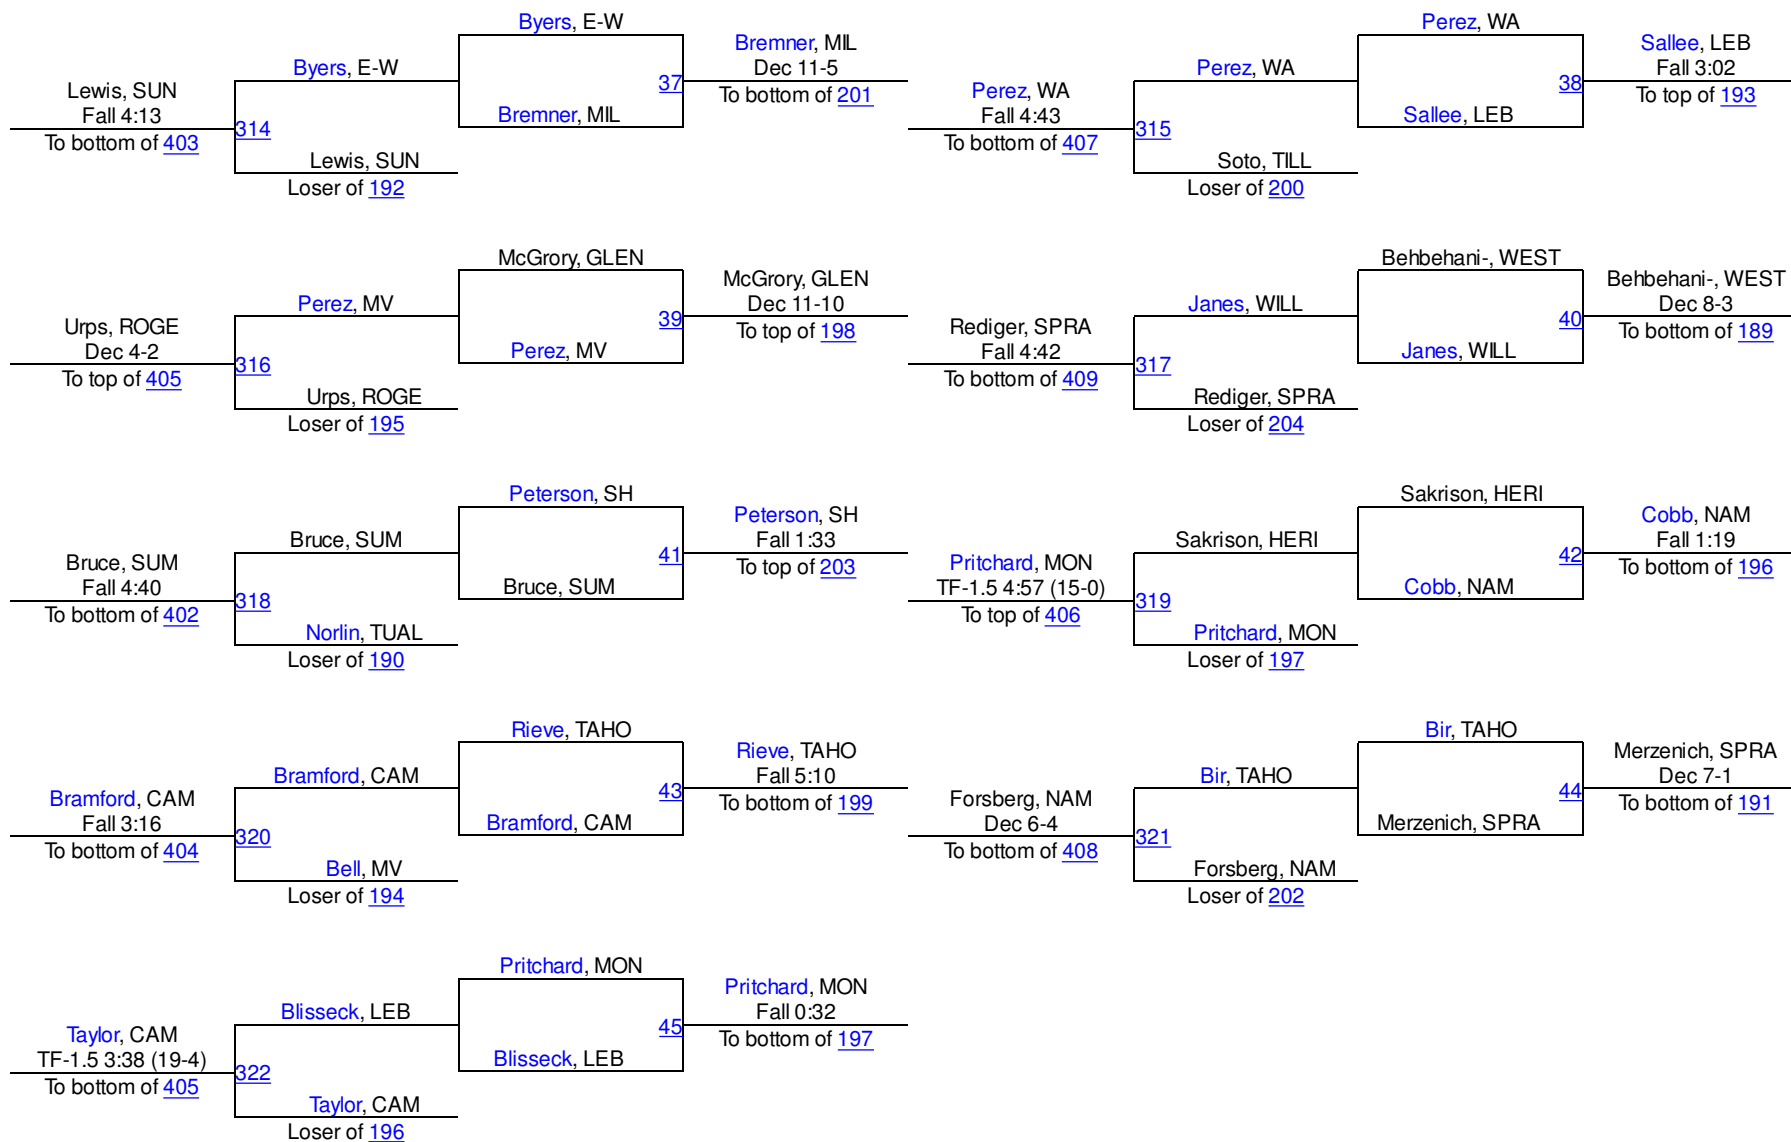 Byers, E-W
Bremner, MIL
Byers, E-W
Dec 11-5
Lewis, SUN
37
To bottom of 201
Fall 4:13
Bremner, MIL
To bottom of 403
314
Lewis, SUN
Loser of 192
Perez, WA
Sallee, LEB
Perez, WA
Fall 3:02
Perez, WA
38
To top of 193
Fall 4:43
Sallee, LEB
To bottom of 407
315
Soto, TILL
Loser of 200
McGrory, GLEN
McGrory, GLEN
Perez, MV
Dec 11-10
Urps, ROGE
39
To top of 198
Dec 4-2
Perez, MV
To top of 405
316
Urps, ROGE
Loser of 195
Behbehani-, WEST
Behbehani-, WEST
Janes, WILL
Dec 8-3
Rediger, SPRA
40
To bottom of 189
Fall 4:42
Janes, WILL
To bottom of 409
317
Rediger, SPRA
Loser of 204
Peterson, SH
Peterson, SH
Bruce, SUM
Fall 1:33
Bruce, SUM
41
To top of 203
Fall 4:40
Bruce, SUM
To bottom of 402
318
Norlin, TUAL
Loser of 190
Sakrison, HERI
Cobb, NAM
Sakrison, HERI
Fall 1:19
Pritchard, MON
42
To bottom of 196
TF-1.5 4:57 (15-0)
Cobb, NAM
To top of 406
319
Pritchard, MON
Loser of 197
Rieve, TAHO
Rieve, TAHO
Bramford, CAM
Fall 5:10
Bramford, CAM
43
To bottom of 199
Fall 3:16
Bramford, CAM
To bottom of 404
320
Bell, MV
Loser of 194
Bir, TAHO
Merzenich, SPRA
Bir, TAHO
Dec 7-1
Forsberg, NAM
44
To bottom of 191
Dec 6-4
Merzenich, SPRA
To bottom of 408
321
Forsberg, NAM
Loser of 202
Pritchard, MON
Pritchard, MON
Blisseck, LEB
Fall 0:32
Taylor, CAM
45
To bottom of 197
TF-1.5 3:38 (19-4)
Blisseck, LEB
To bottom of 405
322
Taylor, CAM
Loser of 196